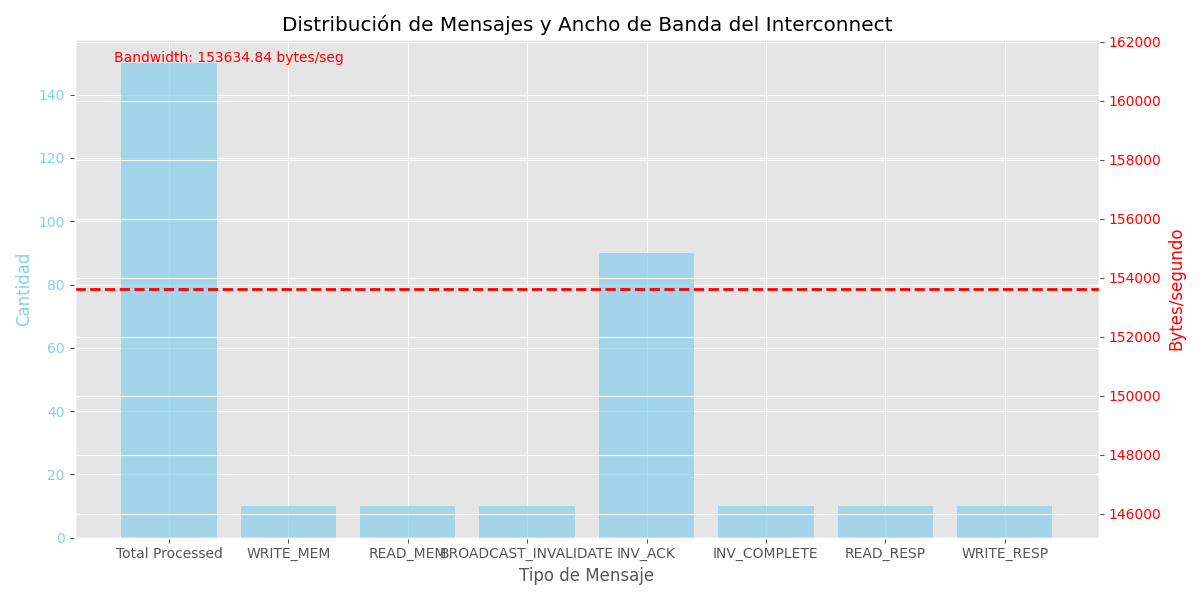 Distribución de Mensajes y Ancho de Banda del Interconnect
Bandwidth: 153634.84 bytes/seg
Cantidad
140
120
100
80
60
40
20
0
162000
160000
158000
156000
154000
152000
150000
148000
146000
Bytes/segundo
Total Processed WRITE_MEM READ_MEM BROADCAST_INVALIDATE INV_ACK INV_COMPLETE READ_RESP WRITE_RESP
Tipo de Mensaje